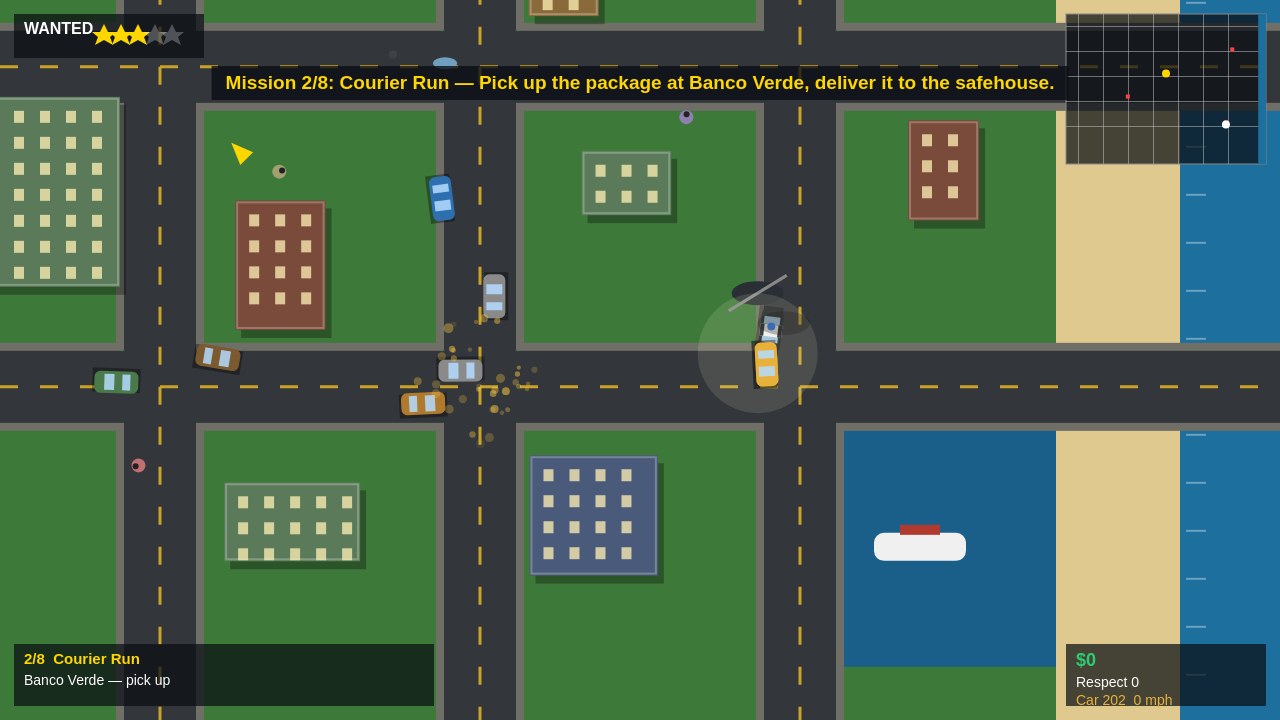 WANTED
Mission 2/8: Courier Run — Pick up the package at Banco Verde, deliver it to the safehouse.
2/8 Courier Run
Banco Verde — pick up
$0
Respect 0
Car 202 0 mph